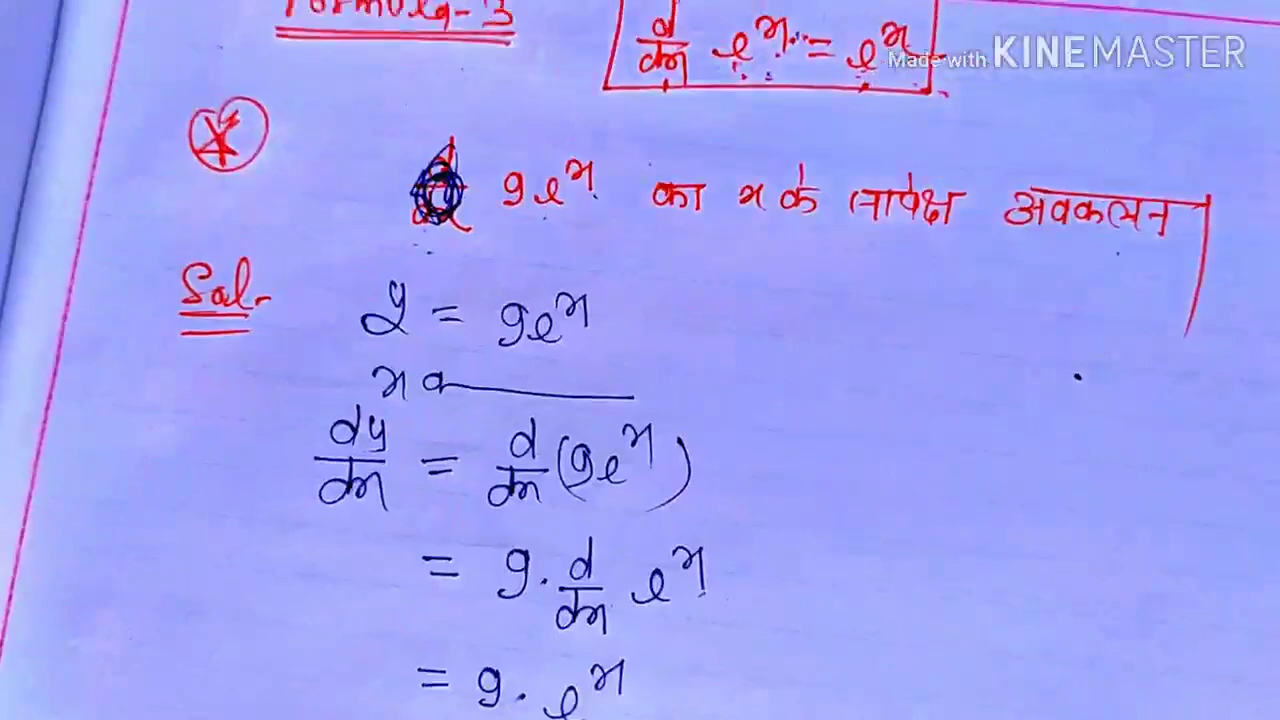 Formula-3
d/dx e^x = e^x
Made with KINEMASTER
9e^x का x के सापेक्ष अवकलन
Sol-
y = 9e^x
x
dy/dx = d/dx (9e^x)
= 9. d/dx e^x
= 9. e^x